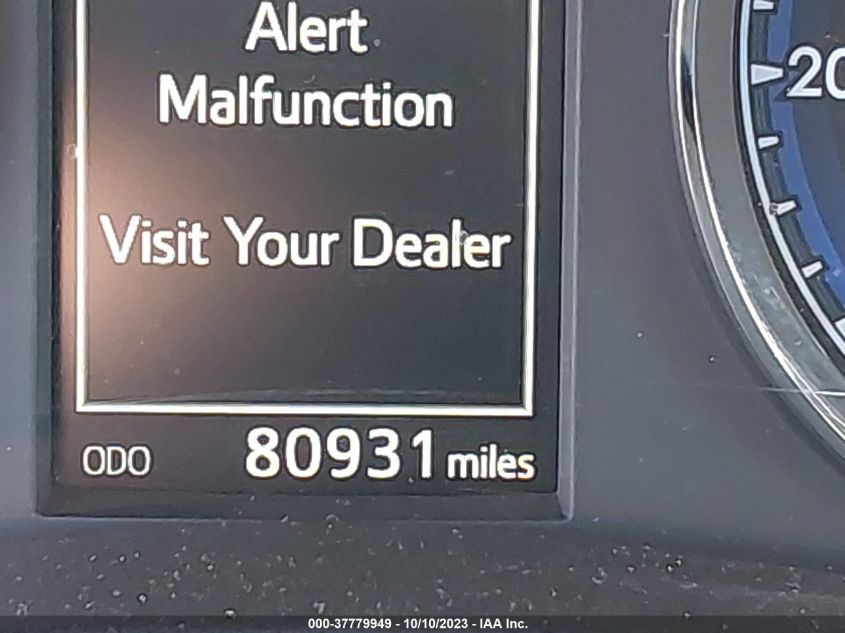 Alert
Malfunction
Visit Your Dealer
20
ODO 80931 miles
000-37779949 - 10/10/2023 - IAA Inc.